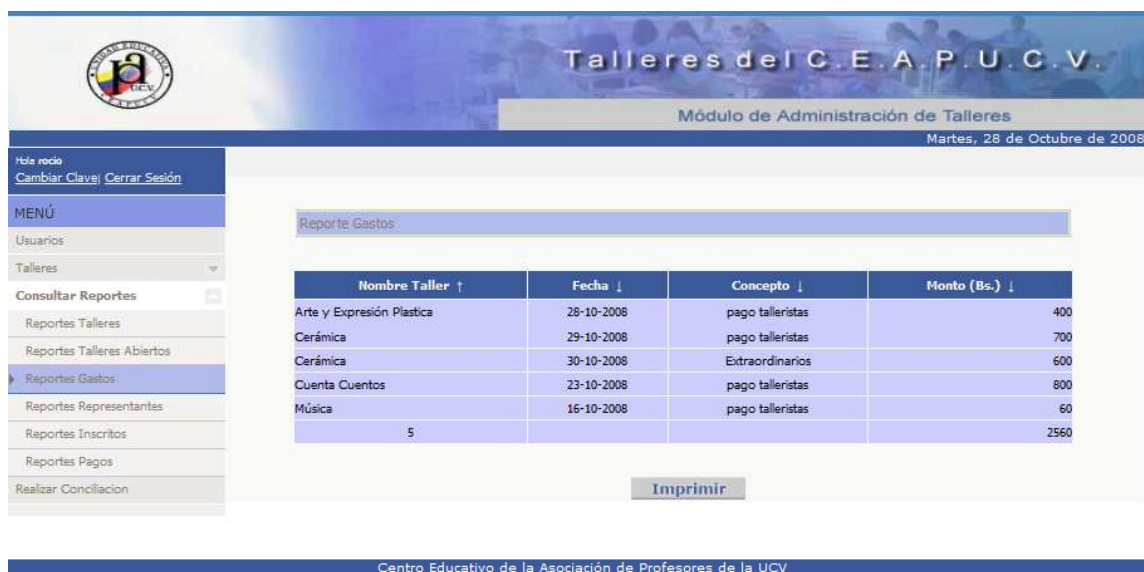 Talleres del C.E.A.P.U.C.V.
Módulo de Administración de Talleres
Martes, 28 de Octubre de 2008
Hola rocio
Cambiar Clave| Cerrar Sesión
MENÚ
Usuarios
Talleres
Consultar Reportes
Reportes Talleres
Reportes Talleres Abiertos
Reportes Gastos
Reportes Representantes
Reportes Inscritos
Reportes Pagos
Realizar Conciliacion
Reporte Gastos
Nombre Taller ↑ Fecha ↓ Concepto ↓ Monto (Bs.) ↓
Arte y Expresión Plastica 28-10-2008 pago talleristas 400
Cerámica 29-10-2008 pago talleristas 700
Cerámica 30-10-2008 Extraordinarios 600
Cuenta Cuentos 23-10-2008 pago talleristas 800
Música 16-10-2008 pago talleristas 60
5 2560
Imprimir
Centro Educativo de la Asociación de Profesores de la UCV